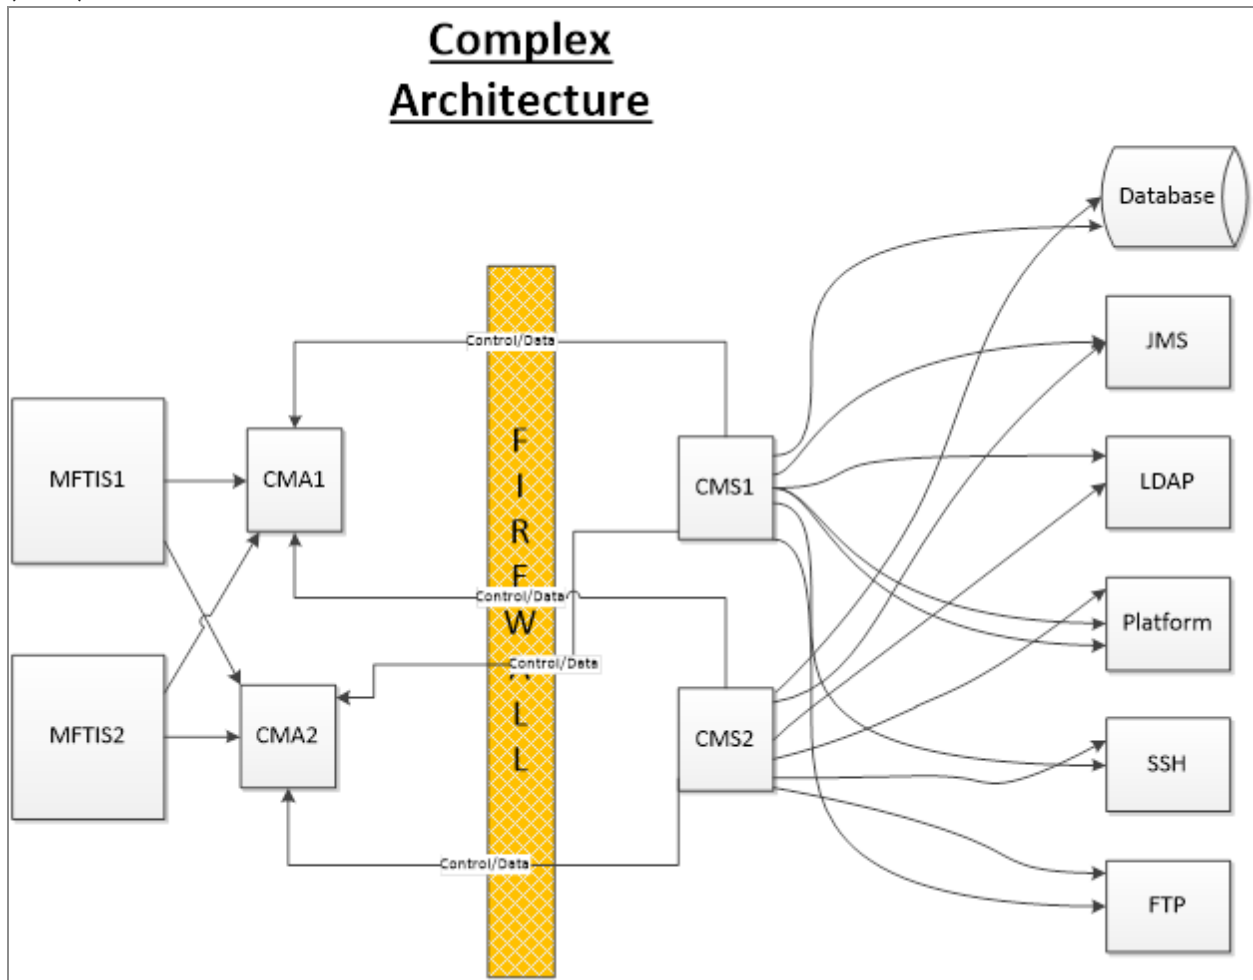 Complex
Architecture
Database
JMS
Control/Data
F
I
R
E
W
A
L
L
MFTIS1
CMA1
CMS1
LDAP
Control/Data
Platform
Control/Data
MFTIS2
CMA2
CMS2
SSH
Control/Data
FTP